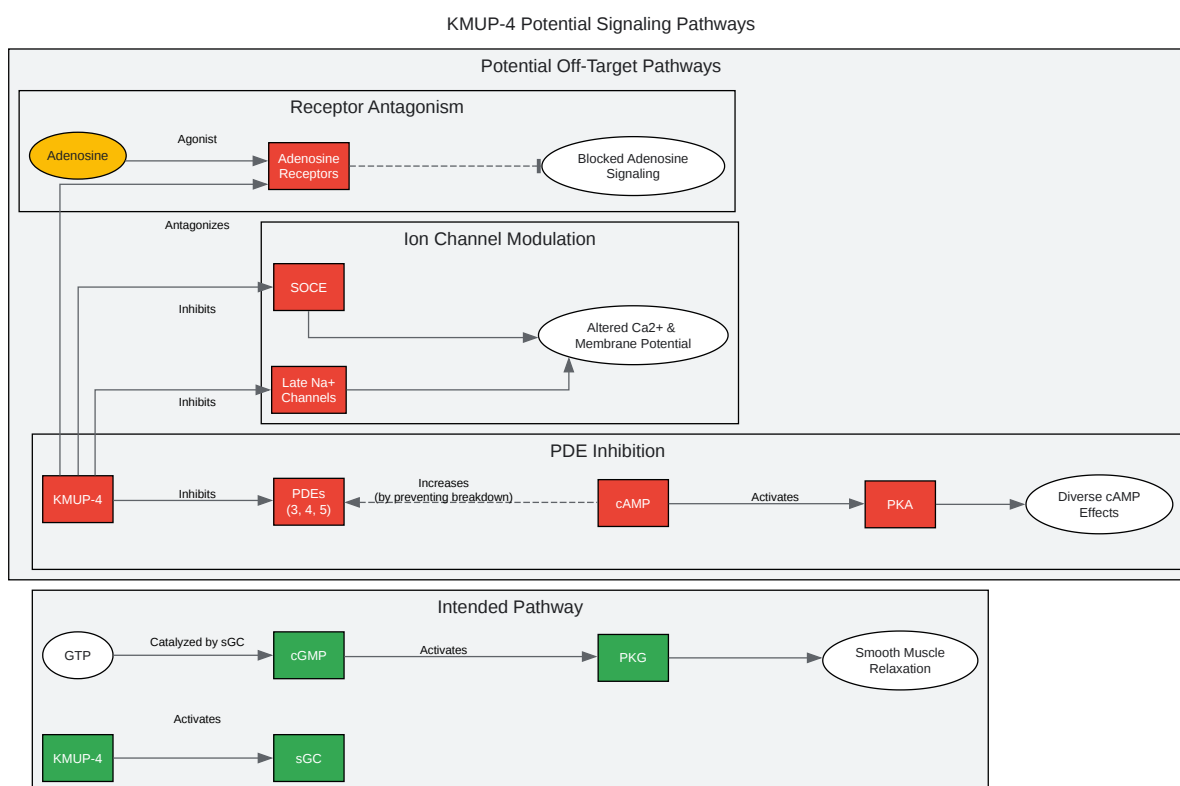 KMUP-4 Potential Signaling Pathways
Potential Off-Target Pathways
Receptor Antagonism
Adenosine
Agonist
Adenosine
Receptors
Blocked Adenosine
Signaling
Antagonizes
Ion Channel Modulation
SOCE
Inhibits
Altered Ca2+ &
Membrane Potential
Late Na+
Channels
Inhibits
PDE Inhibition
KMUP-4
Inhibits
PDEs
(3, 4, 5)
Increases
(by preventing breakdown)
cAMP
Activates
PKA
Diverse cAMP
Effects
Intended Pathway
GTP
Catalyzed by sGC
cGMP
Activates
PKG
Smooth Muscle
Relaxation
Activates
KMUP-4
sGC